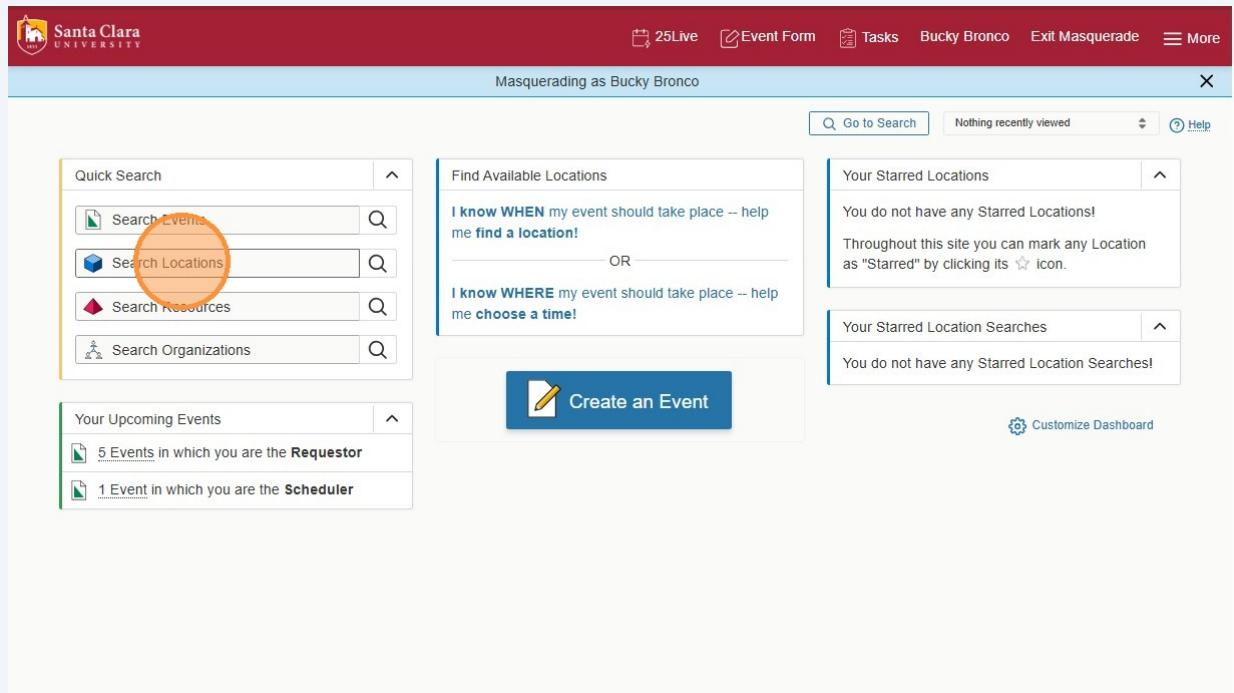 Santa Clara
UNIVERSITY
25Live
Event Form
Tasks
Bucky Bronco
Exit Masquerade
More
Masquerading as Bucky Bronco
Go to Search
Nothing recently viewed
Help
Quick Search
Search Events
Search Locations
Search Resources
Search Organizations
Your Upcoming Events
5 Events in which you are the Requestor
1 Event in which you are the Scheduler
Find Available Locations
I know WHEN my event should take place -- help
me find a location!
OR
I know WHERE my event should take place -- help
me choose a time!
Create an Event
Your Starred Locations
You do not have any Starred Locations!
Throughout this site you can mark any Location
as "Starred" by clicking its icon.
Your Starred Location Searches
You do not have any Starred Location Searches!
Customize Dashboard